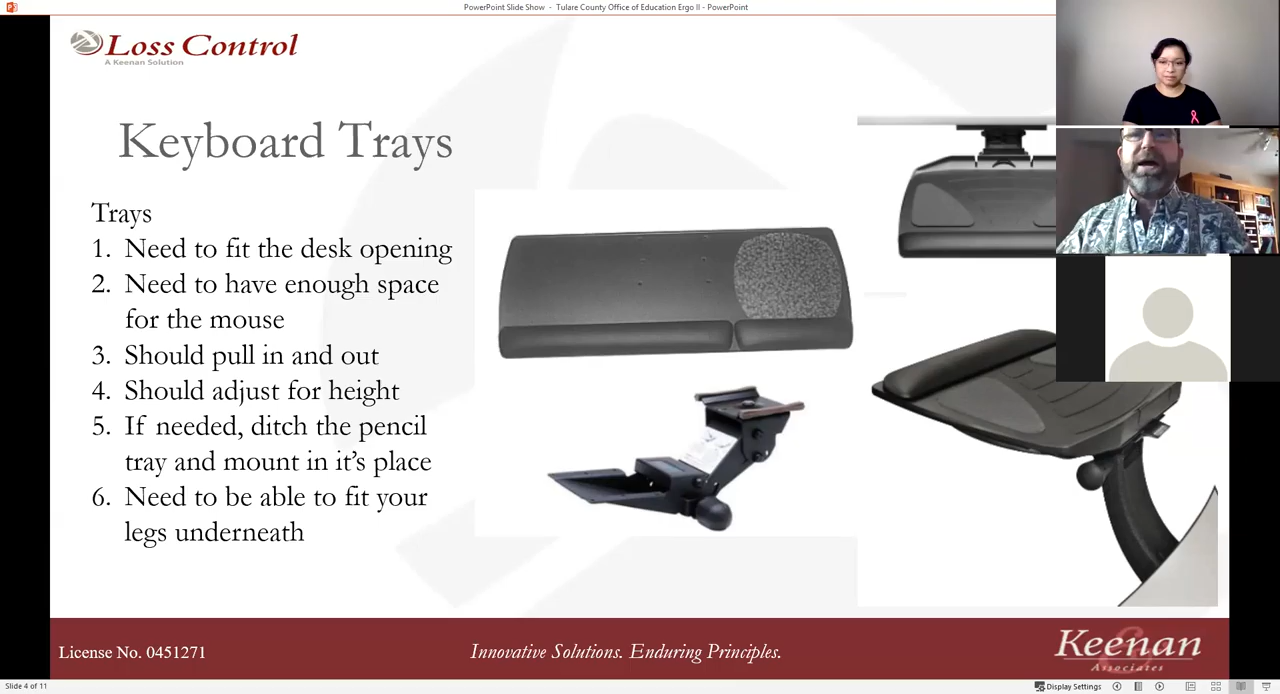 PowerPoint Slide Show - Tulare County Office of Education Ergo II - PowerPoint
Loss Control
A Keenan Solution
Keyboard Trays
Trays
1. Need to fit the desk opening
2. Need to have enough space
for the mouse
3. Should pull in and out
4. Should adjust for height
5. If needed, ditch the pencil
tray and mount in it's place
6. Need to be able to fit your
legs underneath
License No. 0451271
Innovative Solutions. Enduring Principles.
Keenan
& Associates
Slide 4 of 11
Display Settings